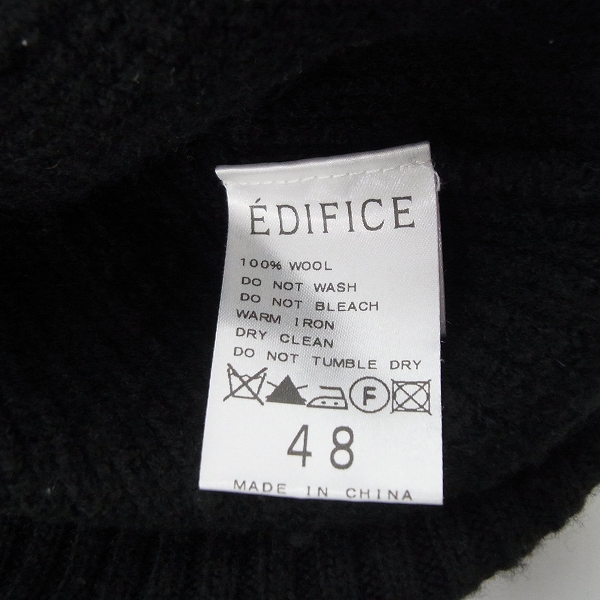 ÉDIFICE
100% WOOL
DO NOT WASH
DO NOT BLEACH
WARM IRON
DRY CLEAN
DO NOT TUMBLE DRY
F
48
MADE IN CHINA